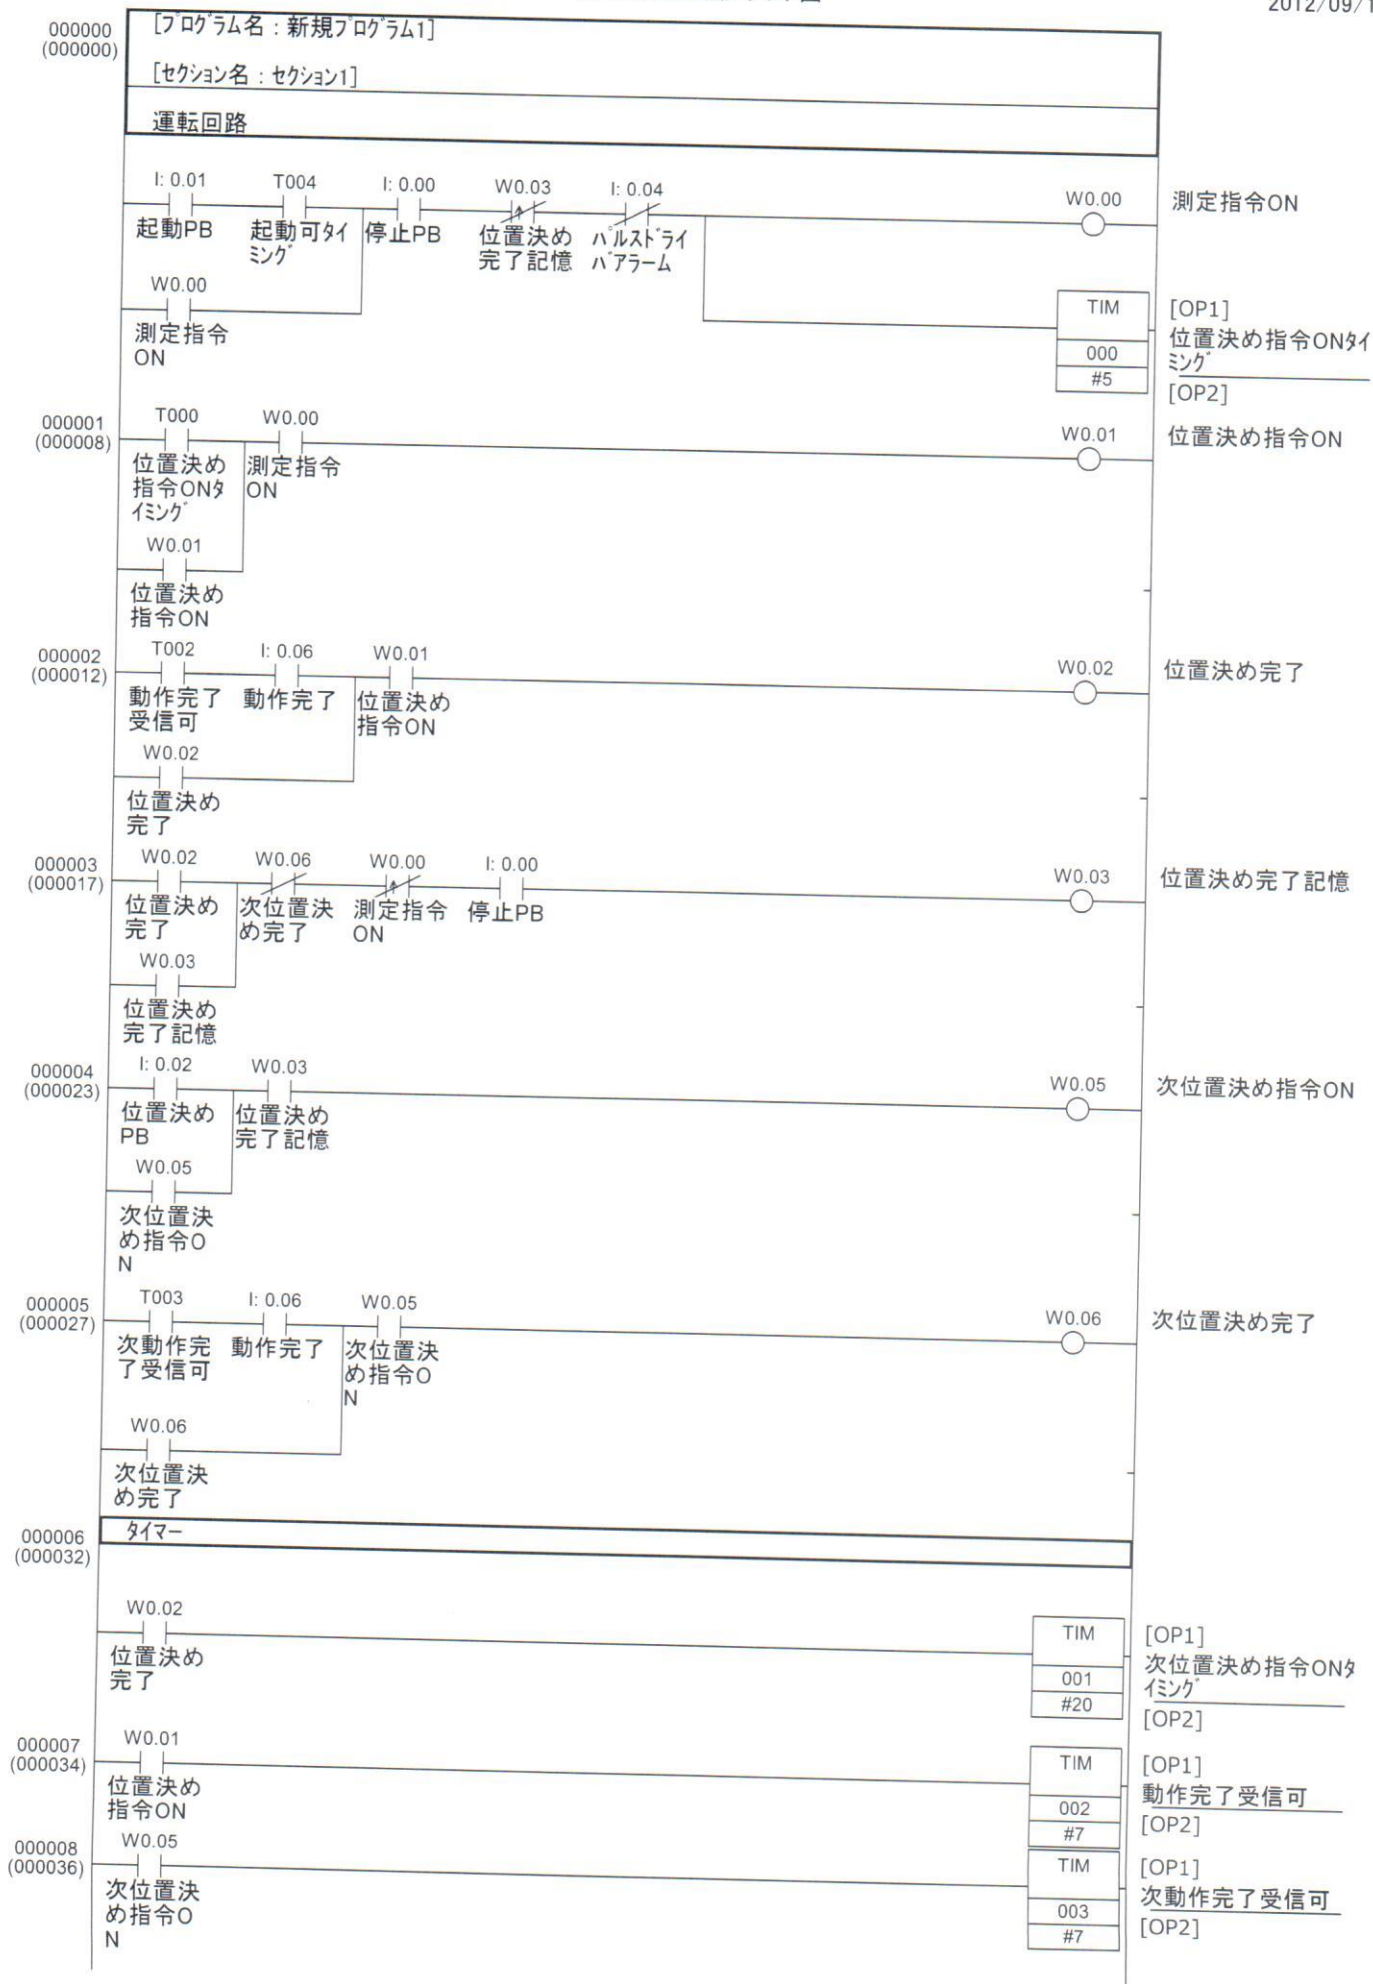 2012/09/1
000000
(000000)
[プログラム名：新規プログラム1]
[セクション名：セクション1]
運転回路
I: 0.01
T004
I: 0.00
W0.03
I: 0.04
W0.00
測定指令ON
起動PB
起動可タイ
ミング
停止PB
位置決め
完了記憶
パルスドライ
バアラーム
W0.00
測定指令
ON
TIM
000
#5
[OP1]
位置決め指令ONタイ
ミング
[OP2]
000001
(000008)
T000
W0.00
W0.01
位置決め指令ON
位置決め
指令ONタ
イミング
測定指令
ON
W0.01
位置決め
指令ON
000002
(000012)
T002
I: 0.06
W0.01
W0.02
位置決め完了
動作完了
受信可
動作完了
位置決め
指令ON
W0.02
位置決め
完了
000003
(000017)
W0.02
W0.06
W0.00
I: 0.00
W0.03
位置決め完了記憶
位置決め
完了
次位置決
め完了
測定指令
ON
停止PB
W0.03
位置決め
完了記憶
000004
(000023)
I: 0.02
W0.03
W0.05
次位置決め指令ON
位置決め
PB
位置決め
完了記憶
W0.05
次位置決
め指令O
N
000005
(000027)
T003
I: 0.06
W0.05
W0.06
次位置決め完了
次動作完
了受信可
動作完了
次位置決
め指令O
N
W0.06
次位置決
め完了
000006
(000032)
タイマー
W0.02
位置決め
完了
TIM
001
#20
[OP1]
次位置決め指令ONタ
イミング
[OP2]
000007
(000034)
W0.01
位置決め
指令ON
TIM
002
#7
[OP1]
動作完了受信可
[OP2]
000008
(000036)
W0.05
次位置決
め指令O
N
TIM
003
#7
[OP1]
次動作完了受信可
[OP2]